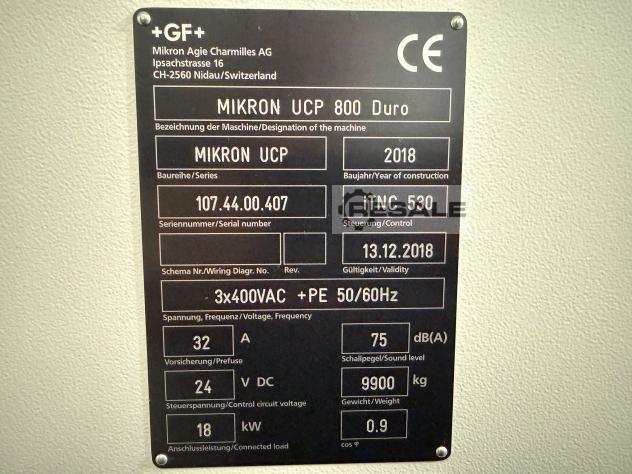 +GF+
Mikron Agie Charmilles AG
Ipsachstrasse 16
CH-2560 Nidau/Switzerland
CE
MIKRON UCP 800 Duro
Bezeichnung der Maschine/Designation of the machine
MIKRON UCP 2018
Baureihe/Series Baujahr/Year of construction
107.44.00.407 iTNC 530
RESALE
Seriennummer/Serial number Steuerung/Control
13.12.2018
Schema Nr./Wiring Diagr. No. Rev. Gültigkeit/Validity
3x400VAC +PE 50/60Hz
Spannung, Frequenz/Voltage, Frequency
32 A 75 dB(A)
Vorsicherung/Prefuse Schallpegel/Sound level
24 V DC 9900 kg
Steuerspannung/Control circuit voltage Gewicht/Weight
18 kW 0.9
Anschlussleistung/Connected load cos φ